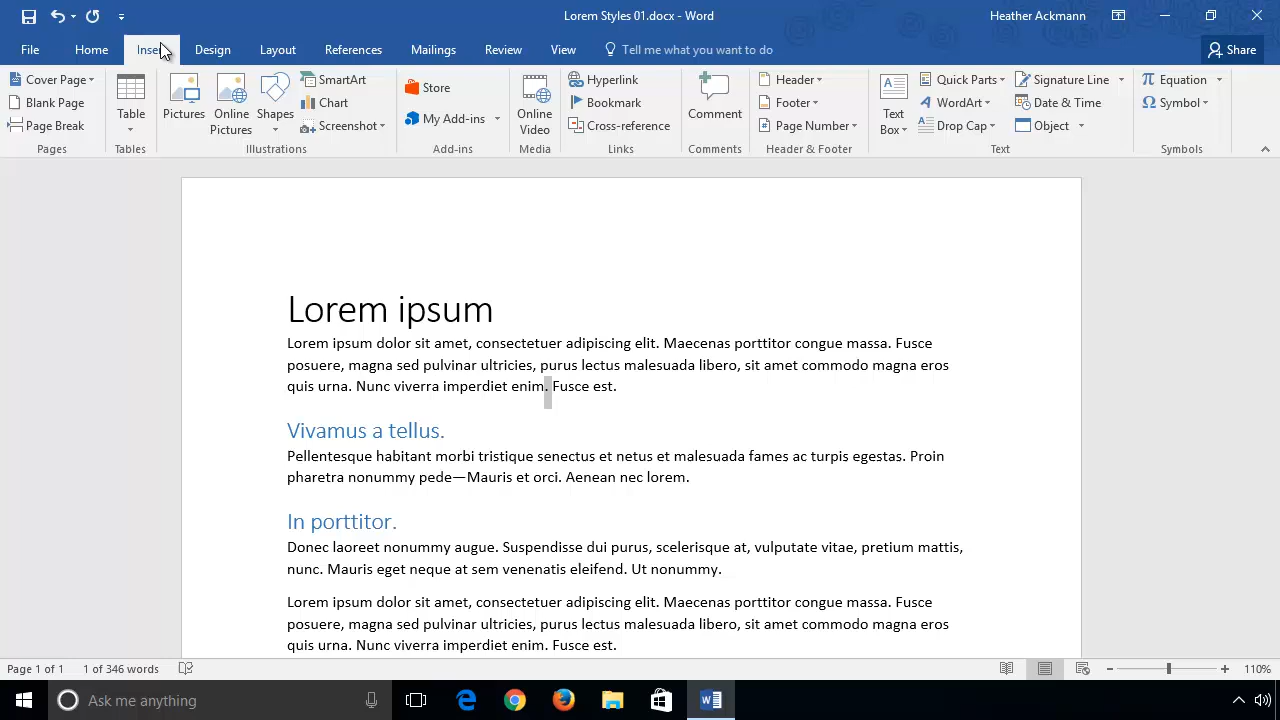 Lorem Styles 01.docx - Word
Heather Ackmann
File Home Insert Design Layout References Mailings Review View Tell me what you want to do Share
Cover Page
Blank Page
Page Break
Pages
Table
Tables
Pictures
Online Pictures
Shapes
SmartArt
Chart
Screenshot
Illustrations
Store
My Add-ins
Add-ins
Online Video
Media
Hyperlink
Bookmark
Cross-reference
Links
Comment
Comments
Header
Footer
Page Number
Header & Footer
Text Box
Quick Parts
WordArt
Drop Cap
Signature Line
Date & Time
Object
Text
Equation
Symbol
Symbols
Lorem ipsum
Lorem ipsum dolor sit amet, consectetuer adipiscing elit. Maecenas porttitor congue massa. Fusce
posuere, magna sed pulvinar ultricies, purus lectus malesuada libero, sit amet commodo magna eros
quis urna. Nunc viverra imperdiet enim. Fusce est.
Vivamus a tellus.
Pellentesque habitant morbi tristique senectus et netus et malesuada fames ac turpis egestas. Proin
pharetra nonummy pede—Mauris et orci. Aenean nec lorem.
In porttitor.
Donec laoreet nonummy augue. Suspendisse dui purus, scelerisque at, vulputate vitae, pretium mattis,
nunc. Mauris eget neque at sem venenatis eleifend. Ut nonummy.
Lorem ipsum dolor sit amet, consectetuer adipiscing elit. Maecenas porttitor congue massa. Fusce
posuere, magna sed pulvinar ultricies, purus lectus malesuada libero, sit amet commodo magna eros
quis urna. Nunc viverra imperdiet enim. Fusce est.
Page 1 of 1 1 of 346 words 110%
Ask me anything